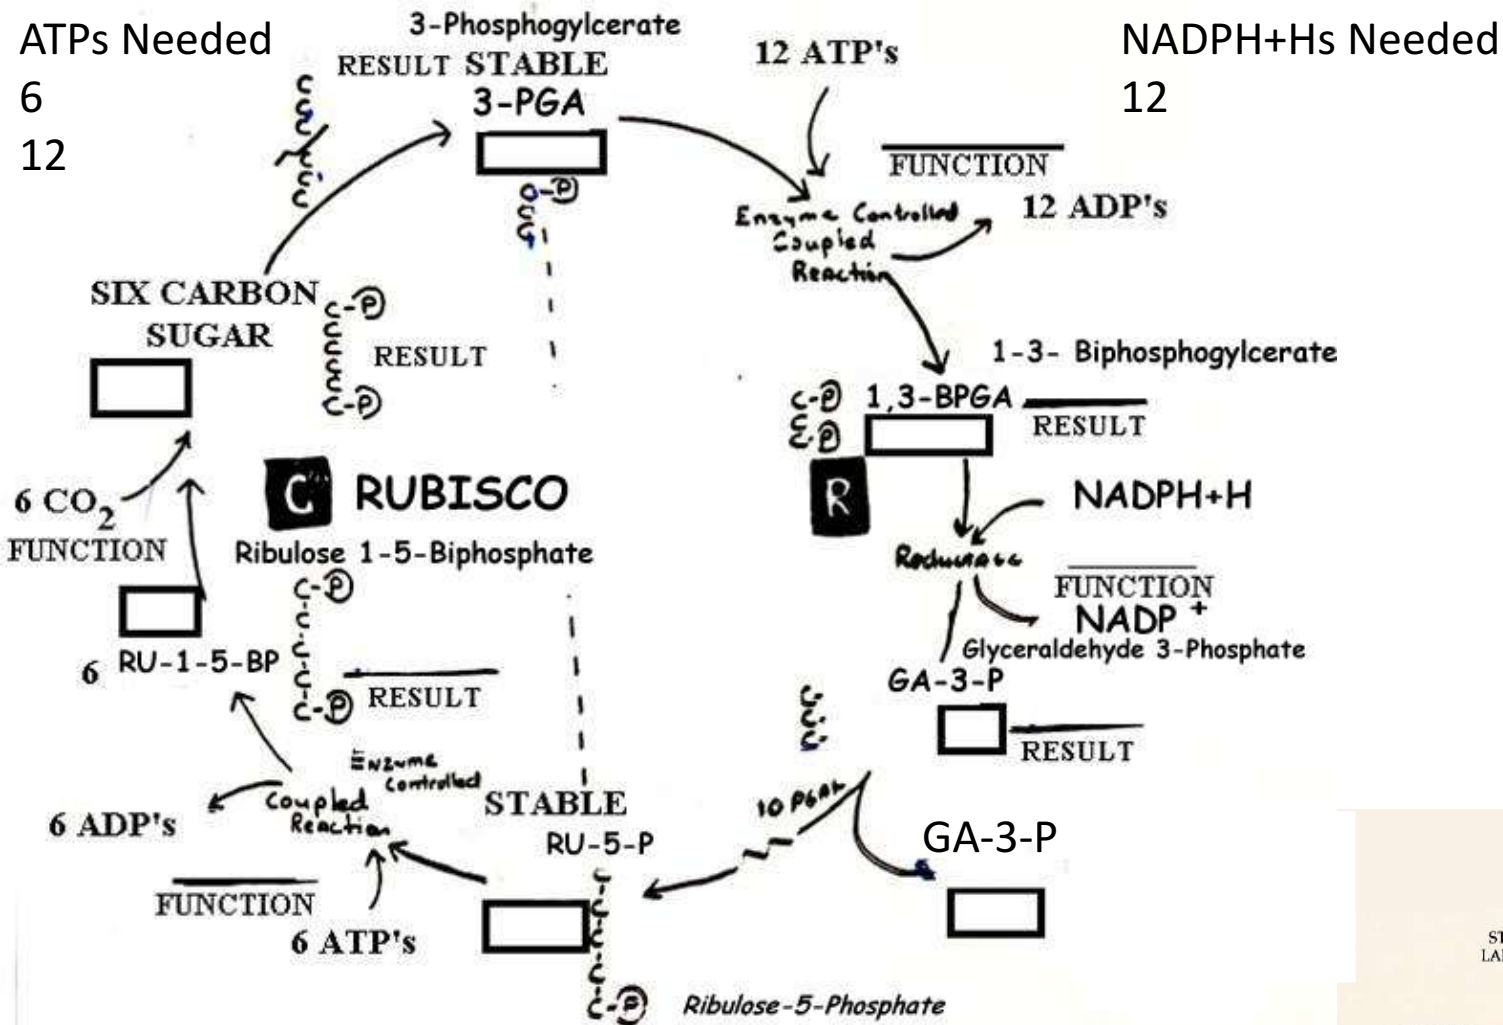 ATPs Needed
6
12
3-Phosphogylcerate
RESULT STABLE
3-PGA
12 ATP's
NADPH+Hs Needed
12
FUNCTION
12 ADP's
Enzyme Controlled
Coupled
Reaction
C
C
C
C
C
C
C-P
C
C
SIX CARBON
SUGAR
C-P
C
C
C
C
C-P
RESULT
1-3- Biphosphogylcerate
C-P
C
C-P
1,3-BPGA
RESULT
6 CO2
FUNCTION
C
RUBISCO
Ribulose 1-5-Biphosphate
R
NADPH+H
FUNCTION
NADP +
Glyceraldehyde 3-Phosphate
GA-3-P
RESULT
C-P
C
C
C
C-P
6 RU-1-5-BP
RESULT
C
C
C
Enzyme
Controlled
Coupled
Reaction
6 ADP's
FUNCTION
6 ATP's
STABLE
RU-5-P
C
C
C
C
C-P
Ribulose-5-Phosphate
10 PGAL
GA-3-P